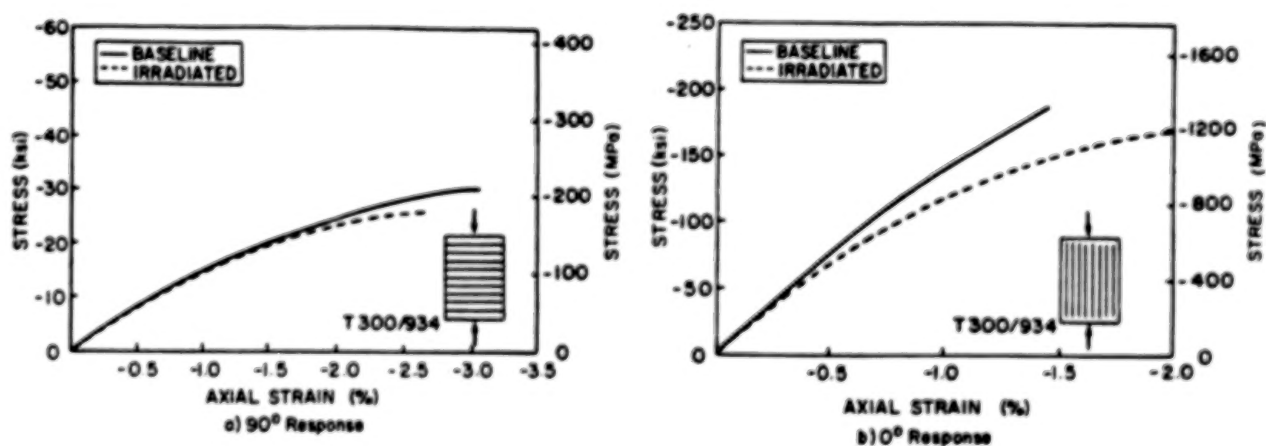 -60
-50
-40
-30
-20
-10
0
STRESS (ksi)
BASELINE
IRRADIATED
-400
-300
-200
-100
0
STRESS (MPa)
T300/934
-0.5 -1.0 -1.5 -2.0 -2.5 -3.0 -3.5
AXIAL STRAIN (%)
a) 90° Response
-250
-200
-150
-100
-50
0
STRESS (ksi)
BASELINE
IRRADIATED
-1600
-1200
-800
-400
0
STRESS (MPa)
T300/934
-0.5 -1.0 -1.5 -2.0
AXIAL STRAIN (%)
b) 0° Response